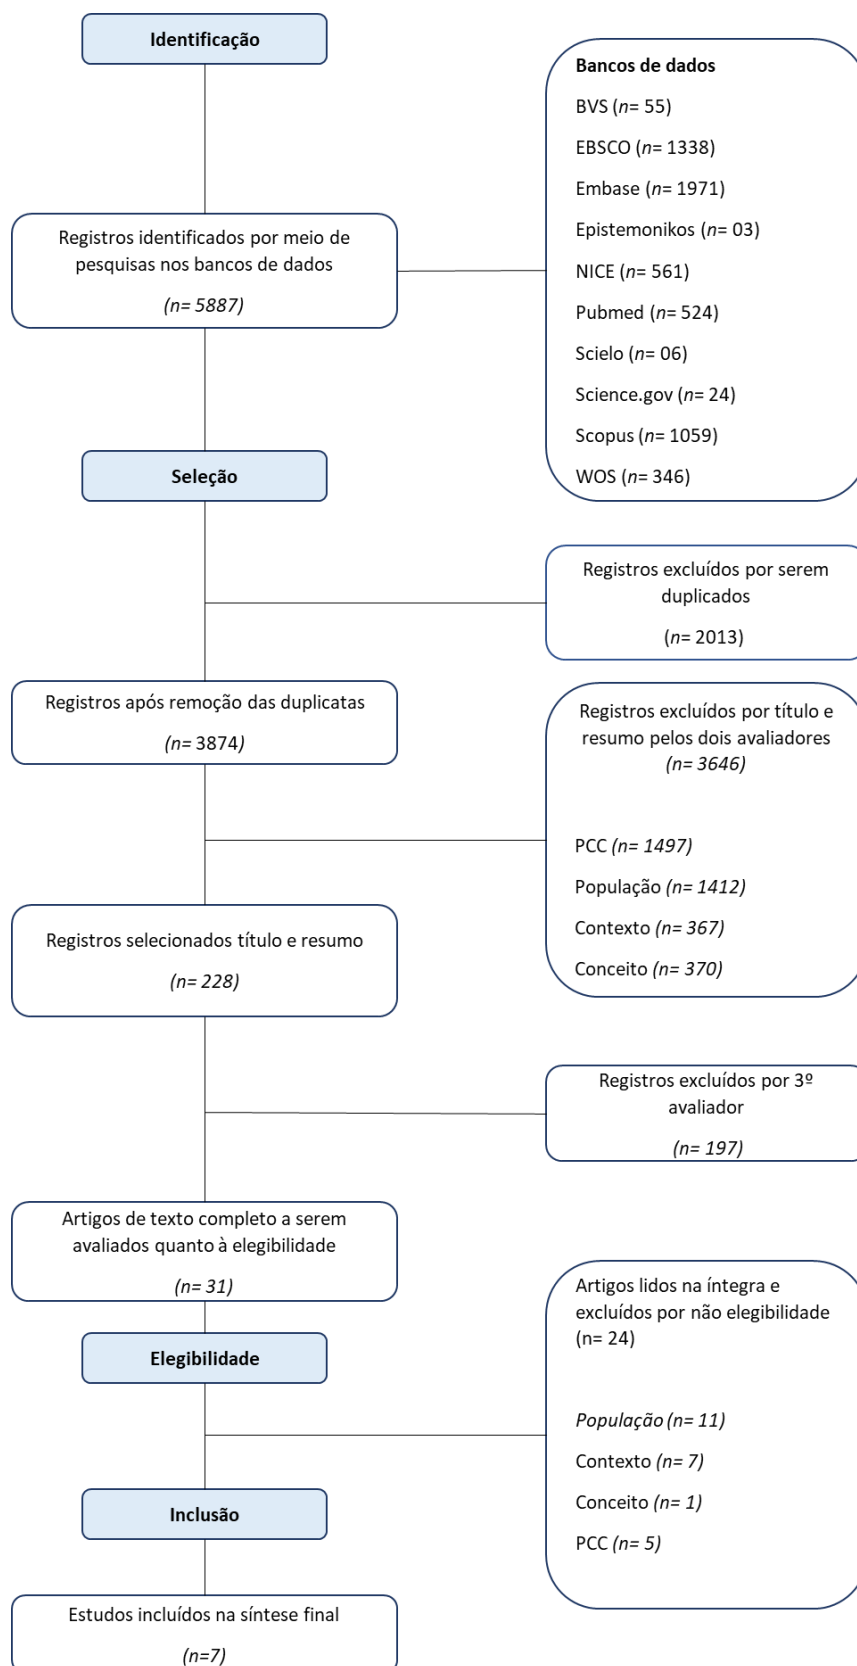 Identificação
Bancos de dados
BVS (n= 55)
EBSCO (n= 1338)
Embase (n= 1971)
Epistemonikos (n= 03)
NICE (n= 561)
Pubmed (n= 524)
Scielo (n= 06)
Science.gov (n= 24)
Scopus (n= 1059)
WOS (n= 346)
Registros identificados por meio de
pesquisas nos bancos de dados
(n= 5887)
Seleção
Registros excluídos por serem
duplicados
(n= 2013)
Registros após remoção das duplicatas
(n= 3874)
Registros excluídos por título e
resumo pelos dois avaliadores
(n= 3646)
PCC (n= 1497)
População (n= 1412)
Contexto (n= 367)
Conceito (n= 370)
Registros selecionados título e resumo
(n= 228)
Registros excluídos por 3º
avaliador
(n= 197)
Artigos de texto completo a serem
avaliados quanto à elegibilidade
(n= 31)
Elegibilidade
Artigos lidos na íntegra e
excluídos por não elegibilidade
(n= 24)
População (n= 11)
Contexto (n= 7)
Conceito (n= 1)
PCC (n= 5)
Inclusão
Estudos incluídos na síntese final
(n=7)